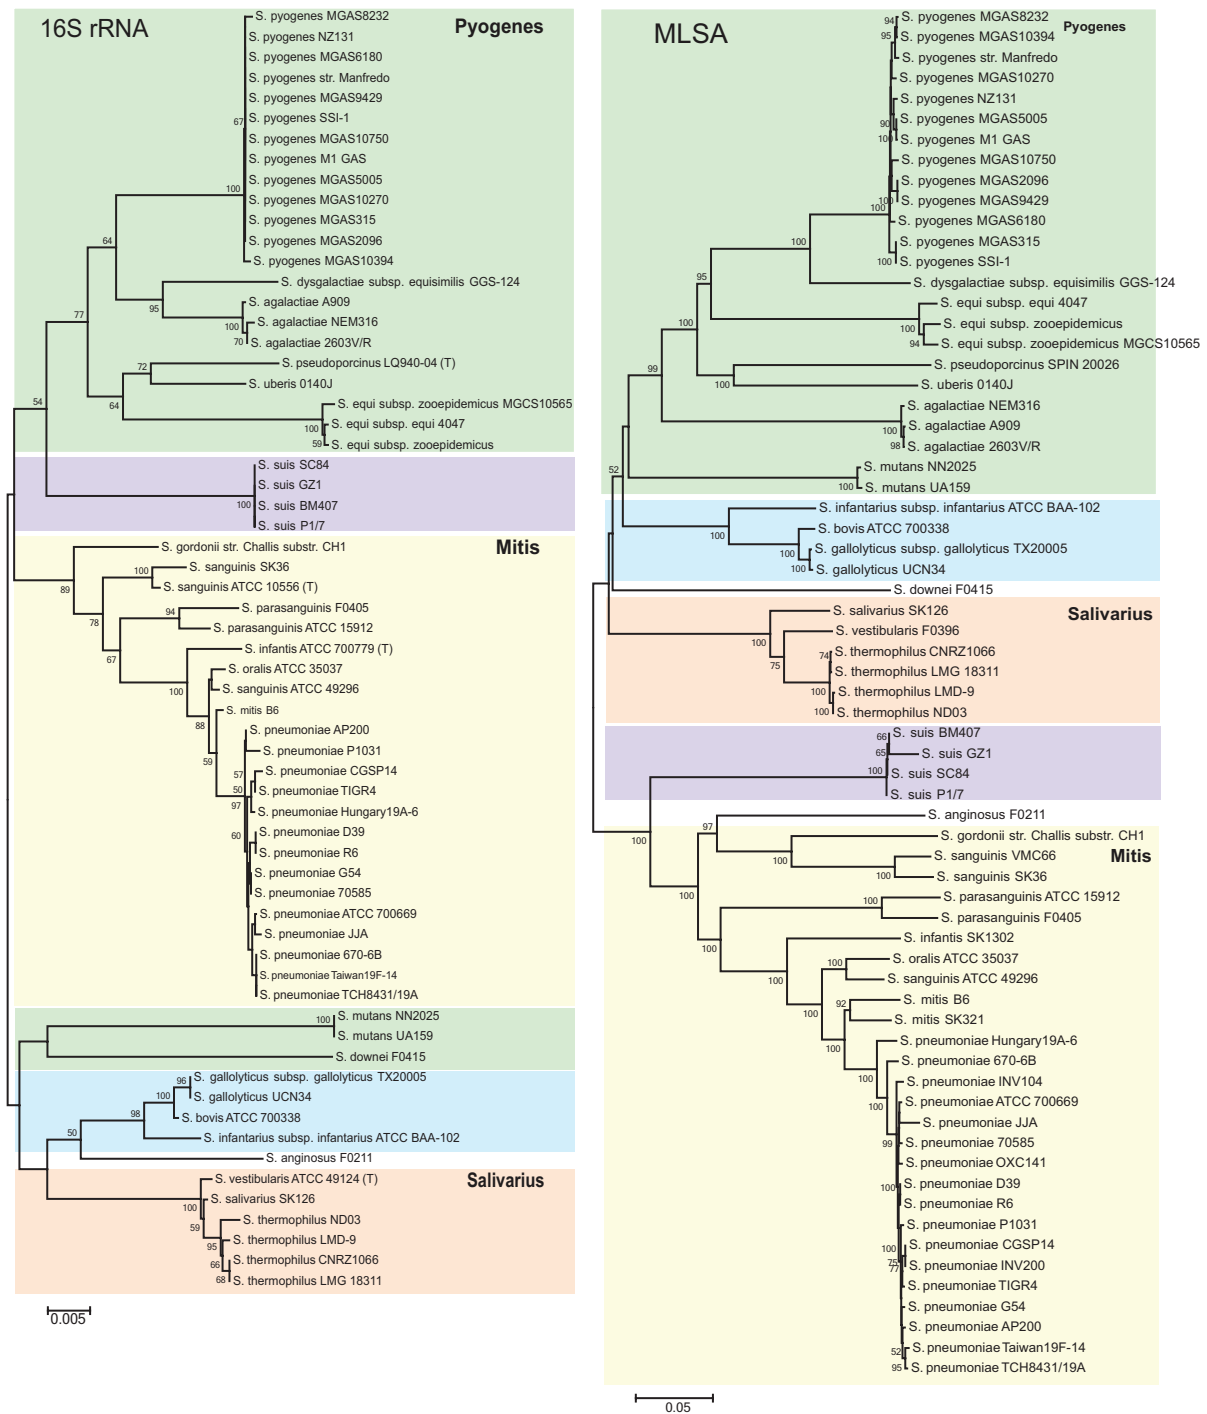 16S rRNA
Pyogenes
S. pyogenes MGAS8232
S. pyogenes NZ131
S. pyogenes MGAS6180
S. pyogenes str. Manfredo
S. pyogenes MGAS9429
S. pyogenes SSI-1
67
S. pyogenes MGAS10750
S. pyogenes M1 GAS
S. pyogenes MGAS5005
100
S. pyogenes MGAS10270
S. pyogenes MGAS315
S. pyogenes MGAS2096
64
S. pyogenes MGAS10394
S. dysgalactiae subsp. equisimilis GGS-124
95
S. agalactiae A909
77
100
S. agalactiae NEM316
70
S. agalactiae 2603V/R
72
S. pseudoporcinus LQ940-04 (T)
S. uberis 0140J
54
64
S. equi subsp. zooepidemicus MGCS10565
100
S. equi subsp. equi 4047
59
S. equi subsp. zooepidemicus
S. suis SC84
S. suis GZ1
100
S. suis BM407
S. suis P1/7
Mitis
S. gordonii str. Challis substr. CH1
89
100
S. sanguinis SK36
S. sanguinis ATCC 10556 (T)
78
94
S. parasanguinis F0405
S. parasanguinis ATCC 15912
67
S. infantis ATCC 700779 (T)
100
S. oralis ATCC 35037
S. sanguinis ATCC 49296
88
S. mitis B6
S. pneumoniae AP200
59
S. pneumoniae P1031
57
S. pneumoniae CGSP14
50
S. pneumoniae TIGR4
97
S. pneumoniae Hungary19A-6
60
S. pneumoniae D39
S. pneumoniae R6
S. pneumoniae G54
S. pneumoniae 70585
S. pneumoniae ATCC 700669
S. pneumoniae JJA
S. pneumoniae 670-6B
S. pneumoniae Taiwan19F-14
S. pneumoniae TCH8431/19A
100
S. mutans NN2025
S. mutans UA159
S. downei F0415
96
S. gallolyticus subsp. gallolyticus TX20005
100
S. gallolyticus UCN34
98
S. bovis ATCC 700338
50
S. infantarius subsp. infantarius ATCC BAA-102
S. anginosus F0211
Salivarius
S. vestibularis ATCC 49124 (T)
100
S. salivarius SK126
59
S. thermophilus ND03
95
S. thermophilus LMD-9
66
S. thermophilus CNRZ1066
68
S. thermophilus LMG 18311
0.005
MLSA
Pyogenes
94
S. pyogenes MGAS8232
95
S. pyogenes MGAS10394
S. pyogenes str. Manfredo
S. pyogenes MGAS10270
S. pyogenes NZ131
90
S. pyogenes MGAS5005
100
S. pyogenes M1 GAS
S. pyogenes MGAS10750
S. pyogenes MGAS2096
100
S. pyogenes MGAS9429
100
S. pyogenes MGAS6180
100
S. pyogenes MGAS315
100
S. pyogenes SSI-1
95
S. dysgalactiae subsp. equisimilis GGS-124
S. equi subsp. equi 4047
100
100
S. equi subsp. zooepidemicus
94
S. equi subsp. zooepidemicus MGCS10565
99
S. pseudoporcinus SPIN 20026
100
S. uberis 0140J
S. agalactiae NEM316
100
S. agalactiae A909
98
S. agalactiae 2603V/R
52
S. mutans NN2025
100
S. mutans UA159
S. infantarius subsp. infantarius ATCC BAA-102
100
S. bovis ATCC 700338
100
S. gallolyticus subsp. gallolyticus TX20005
100
S. gallolyticus UCN34
S. downei F0415
Salivarius
S. salivarius SK126
100
S. vestibularis F0396
75
74
S. thermophilus CNRZ1066
S. thermophilus LMG 18311
100
S. thermophilus LMD-9
100
S. thermophilus ND03
66
S. suis BM407
65
S. suis GZ1
100
S. suis SC84
S. suis P1/7
S. anginosus F0211
97
100
S. gordonii str. Challis substr. CH1
Mitis
100
S. sanguinis VMC66
100
S. sanguinis SK36
100
100
S. parasanguinis ATCC 15912
S. parasanguinis F0405
100
S. infantis SK1302
100
100
S. oralis ATCC 35037
S. sanguinis ATCC 49296
100
92
S. mitis B6
S. mitis SK321
100
S. pneumoniae Hungary19A-6
100
S. pneumoniae 670-6B
S. pneumoniae INV104
100
S. pneumoniae ATCC 700669
S. pneumoniae JJA
99
S. pneumoniae 70585
S. pneumoniae OXC141
100
S. pneumoniae D39
S. pneumoniae R6
S. pneumoniae P1031
100
S. pneumoniae CGSP14
75
77
S. pneumoniae INV200
S. pneumoniae TIGR4
S. pneumoniae G54
S. pneumoniae AP200
52
S. pneumoniae Taiwan19F-14
95
S. pneumoniae TCH8431/19A
0.05